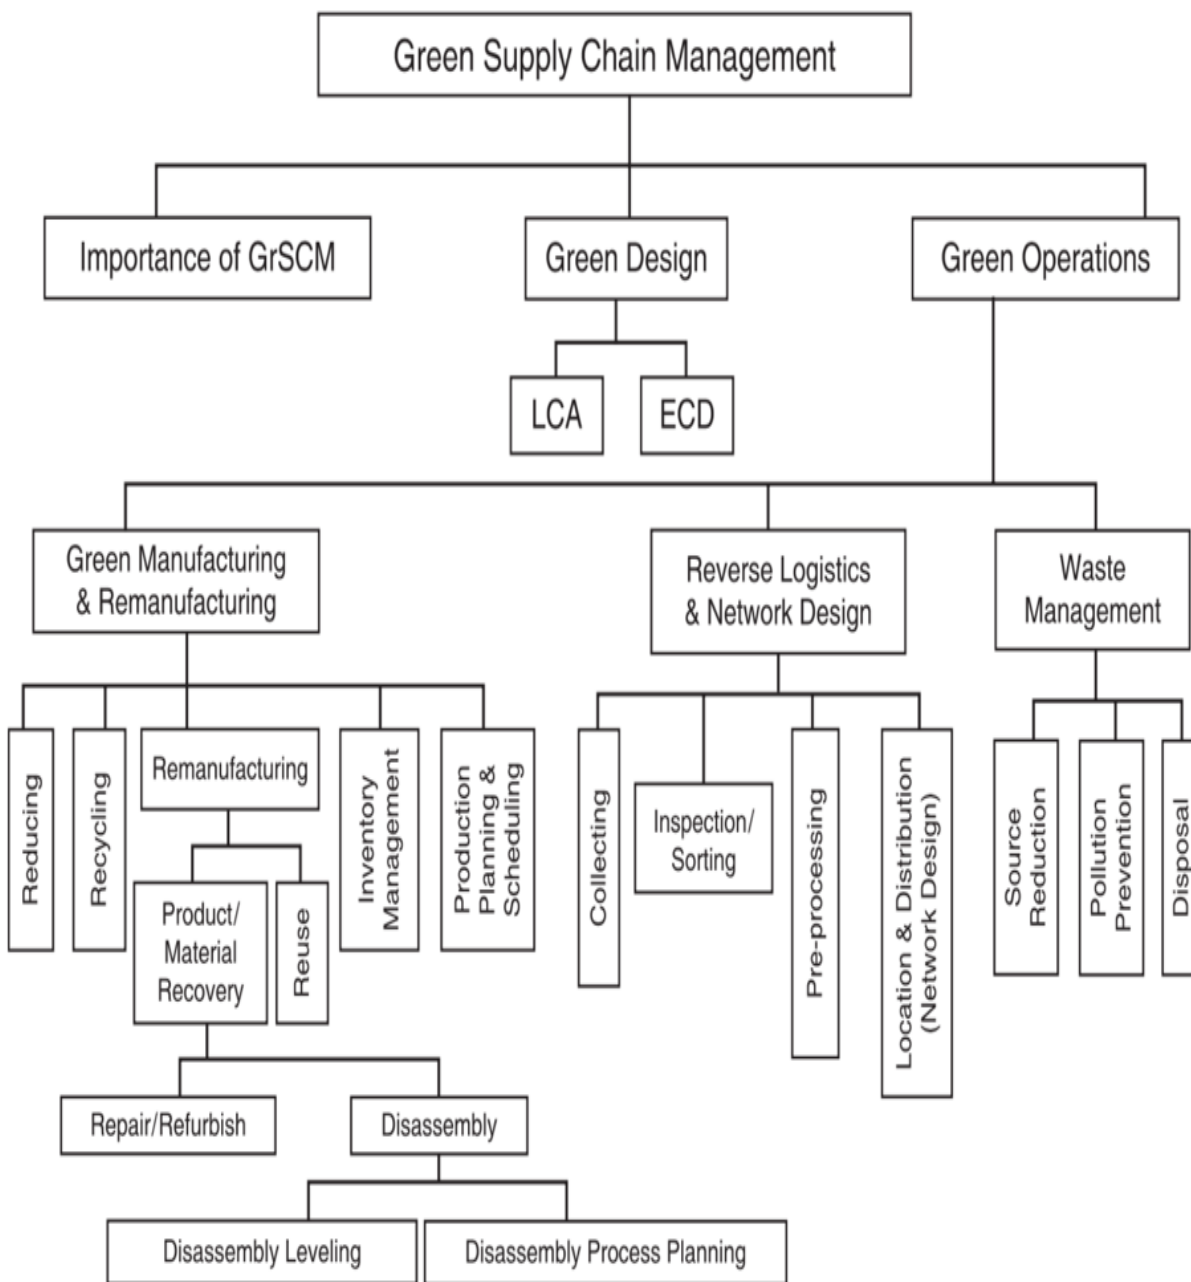 Green Supply Chain Management
Importance of GrSCM
Green Design
Green Operations
LCA
ECD
Green Manufacturing
& Remanufacturing
Reverse Logistics
& Network Design
Waste
Management
Reducing
Recycling
Remanufacturing
Product/
Material
Recovery
Reuse
Inventory
Management
Production
Planning &
Scheduling
Collecting
Inspection/
Sorting
Pre-processing
Location & Distribution
(Network Design)
Source
Reduction
Pollution
Prevention
Disposal
Repair/Refurbish
Disassembly
Disassembly Leveling
Disassembly Process Planning